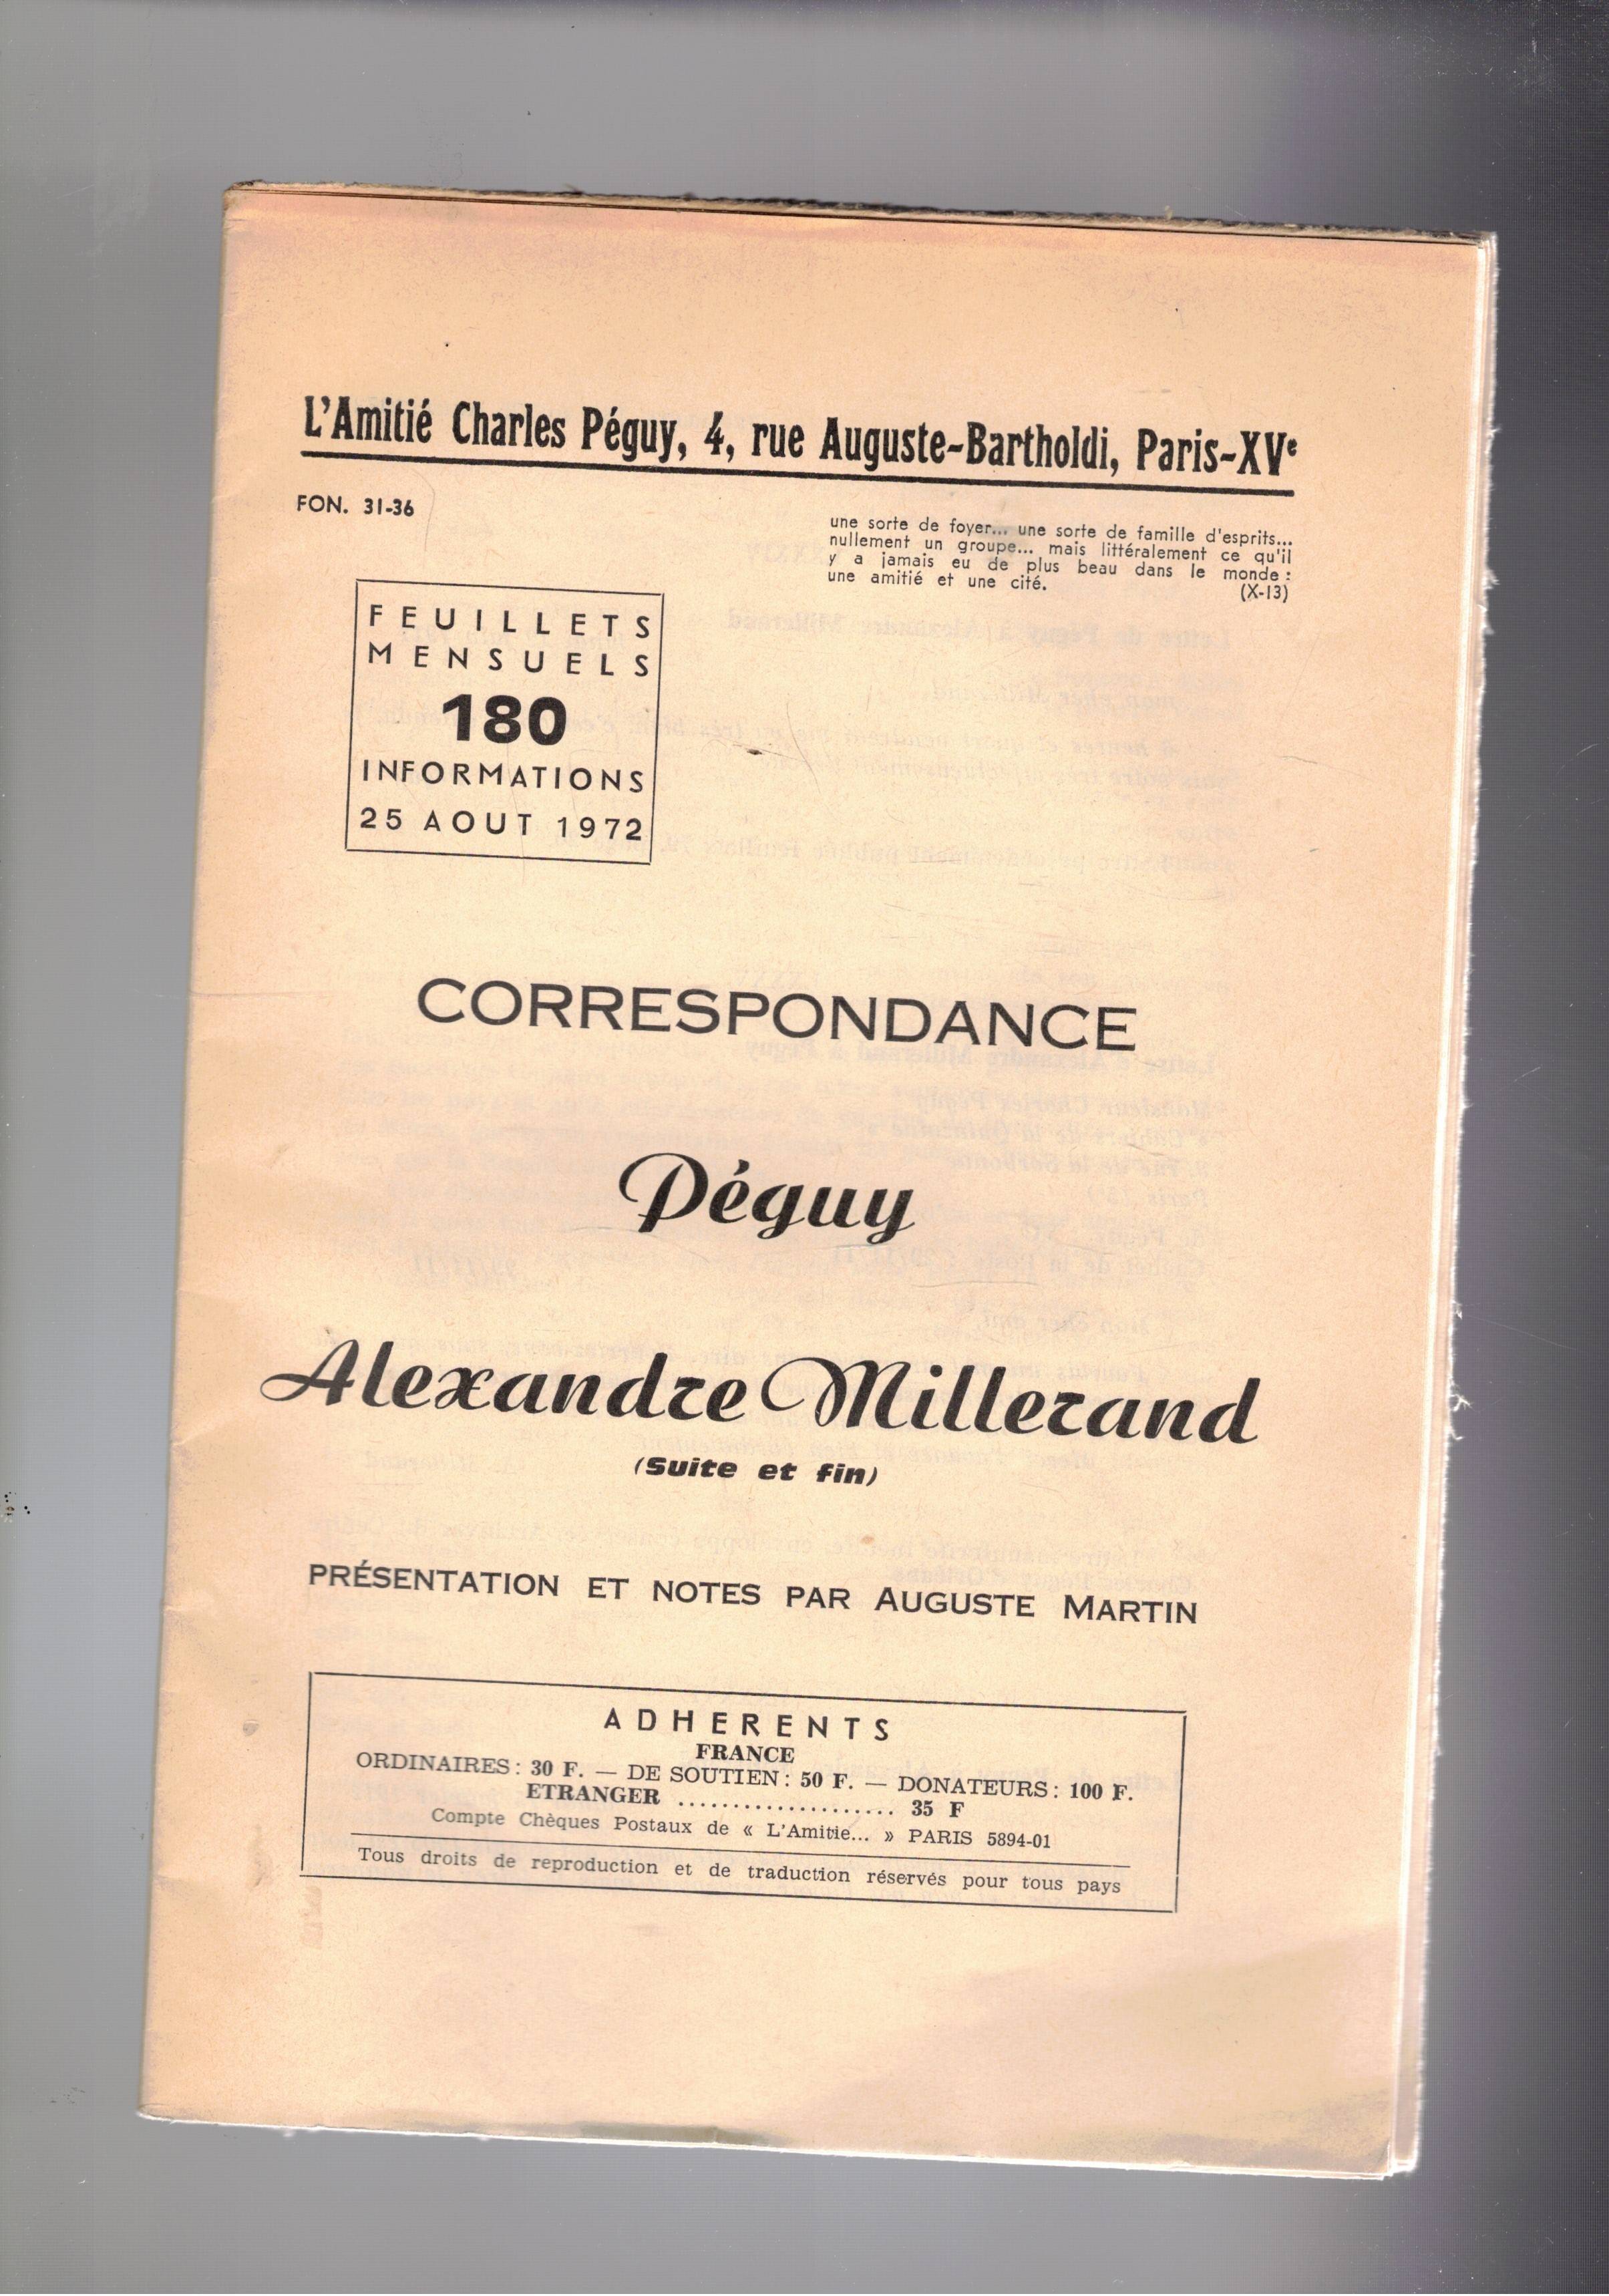 L'Amitié Charles Péguy, 4, rue Auguste-Bartholdi, Paris-XVe
FON. 31-36
une sorte de foyer... une sorte de famille d'esprits...
nullement un groupe... mais littéralement ce qu'il
y a jamais eu de plus beau dans le monde :
une amitié et une cité. (X-13)
FEUILLETS
MENSUELS
180
INFORMATIONS
25 AOUT 1972
CORRESPONDANCE
Péguy
Alexandre Millerand
(Suite et fin)
PRÉSENTATION ET NOTES PAR AUGUSTE MARTIN
ADHERENTS
FRANCE
ORDINAIRES : 30 F. — DE SOUTIEN : 50 F. — DONATEURS : 100 F.
ETRANGER .................... 35 F
Compte Chèques Postaux de « L'Amitie... » PARIS 5894-01
Tous droits de reproduction et de traduction réservés pour tous pays